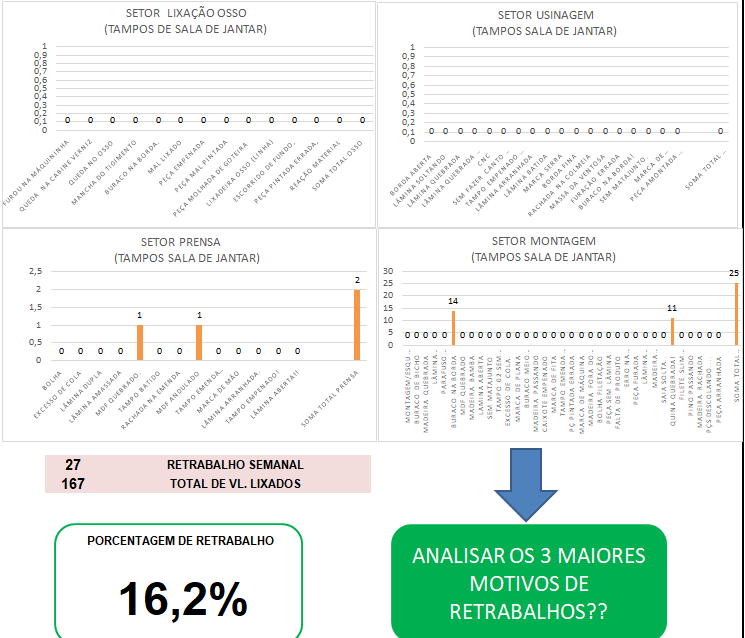 SETOR LIXAÇÃO OSSO
(TAMPOS DE SALA DE JANTAR)
1
0,9
0,8
0,7
0,6
0,5
0,4
0,3
0,2
0,1
0
0 0 0 0 0 0 0 0 0 0 0 0 0 0
FUROU NA MÁQUININHA
QUEDA NA CABINE VERNIZ
QUEDA NO OSSO
MANCHA DO TIGIMENTO
BURACO NA BORDA.
MAL LIXADO
PEÇA EMPENADA
PEÇA MAL PINTADA
PEÇA MOLHADA DE GOTEIRA
LIXADURA OSSO (LINHA)
ESCORRIDO DE FUNDO.
PEÇA PINTADA ERRADA,
REAÇÃO MATERIAL
SOMA TOTAL OSSO
SETOR USINAGEM
(TAMPOS SALA DE JANTAR)
1
0,9
0,8
0,7
0,6
0,5
0,4
0,3
0,2
0,1
0
0 0 0 0 0 0 0 0 0 0 0 0 0 0 0 0 0 0 0
BORDA ABERTA
LÂMINA SOLTANDO
LÂMINA QUEBRADA
LÂMINA QUEBRADA ..
CNC
SEM FAZER CANTO ..
TAMPO EMPENADO ..
LÂMINA ARRANHADA
LÂMINA BATIDA
MARCA SERRA
BORDA FINA
RACHADA NA COLMEIA
MASSA DA VENTOSA
FURAÇÃO ERRADA
BURACO NA BORDA!
SEM MATAJUNTO..
MARCA DE..
PEÇA AMONTADA ..
SOMA TOTAL..
SETOR PRENSA
(TAMPOS SALA DE JANTAR)
2,5
2
1,5
1
0,5
0
0 0 0 0 1 0 0 1 0 0 0 0 0 2
BOLHA
EXCESSO DE COLA
LÂMINA DUPLA
LÂMINA AMASSADA
MDF QUEBRADO.
TAMPO BATIDO
RACHADA NA EMENDA
MDF ANGULADO
TAMPO EMENDA..
MARCA DE MÃO
LÂMINA ARRANHADA.
TAMPO EMPENADO!
LÂMINA ABERTA!!
SOMA TOTAL PRENSA
SETOR MONTAGEM
(TAMPOS SALA DE JANTAR)
30
25
20
15
10
5
0
0 0 0 0 0 14 0 0 0 0 0 0 0 0 0 0 0 0 0 0 0 0 0 0 0 0 0 0 0 11 0 0 0 0 0 25
MONTAGEM/ESQU...
BURACO DE BICHO
MADEIRA QUEBRADA
LÂMINA..
PARAFUSO..
BURACO NA BORDA
MDF QUEBRADO
MADEIRA BAMBA
LAMINA ABERTA
SEM MATAJUNTO
TAMPO 02 SEM..
EXCESSO DE COLA
MARCA DE PLAINA
BURACO MEIO..
MADEIRA PASSANDO
CAIXOTE EMPENADO
MARCA DE FITA
TAMPO EMENDA..
PÇ PINTADA ERRADA
MARCA DE MÁQUINA
MADEIRA FORA DO..
BOLHA FILETAÇÃO
PEÇA SEM LÂMINA
FALTA DE PRODUTO
ERRO NA..
PEÇA FURADA
LÂMINA..
MADEIRA..
SAIA SOLTA.
QUINA QUEBRADA!
FILETE SLIM..
PINO PASSANDO
MADEIRA RACHADA
PÇS DESCOLANDO...
PEÇA ARRANHADA
SOMA TOTAL..
27 RETRABALHO SEMANAL
167 TOTAL DE VL. LIXADOS
PORCENTAGEM DE RETRABALHO
16,2%
ANALISAR OS 3 MAIORES
MOTIVOS DE
RETRABALHOS??